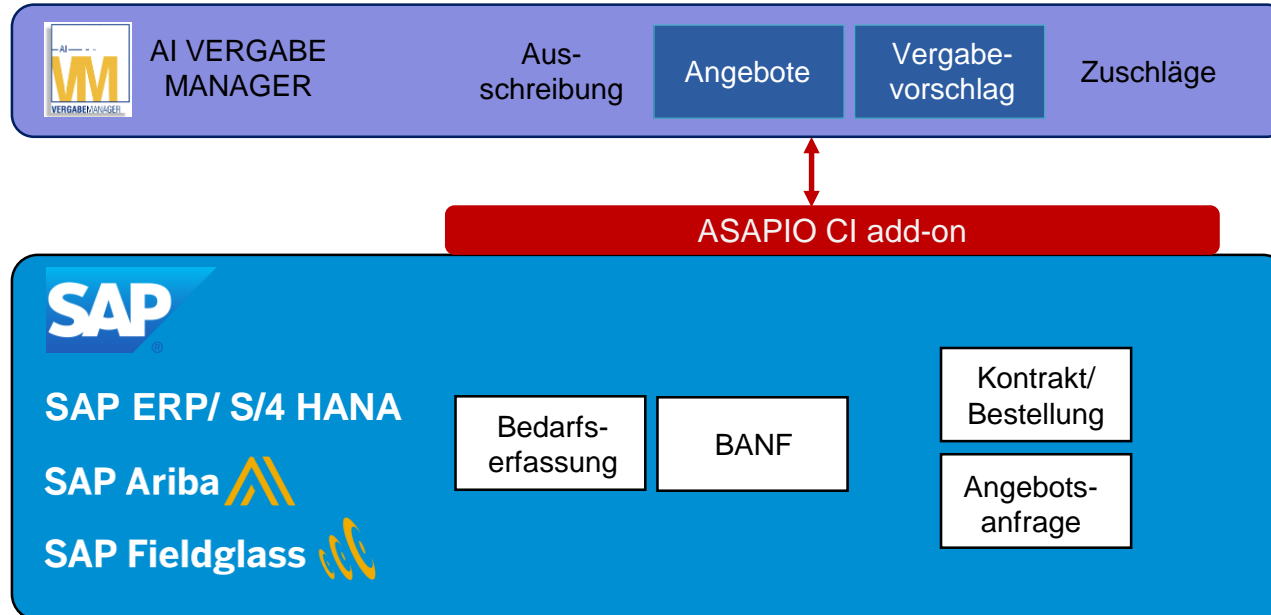 AI
VM
VERGABEMANAGER
AI VERGABE
MANAGER
Aus-
schreibung
Angebote
Vergabe-
vorschlag
Zuschläge
ASAPIO CI add-on
SAP
®
SAP ERP/ S/4 HANA
SAP Ariba
SAP Fieldglass
Bedarfs-
erfassung
BANF
Kontrakt/
Bestellung
Angebots-
anfrage